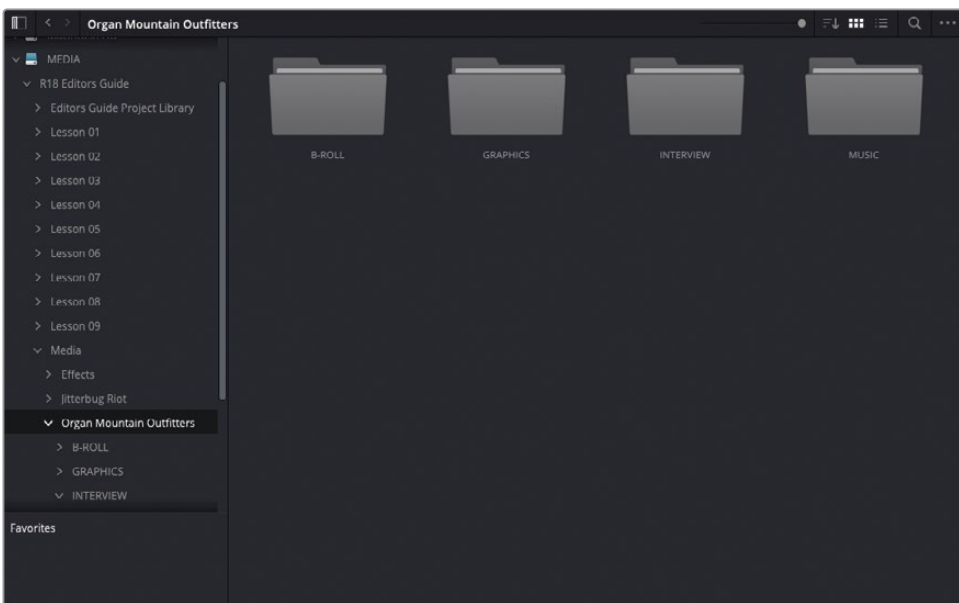 Organ Mountain Outfitters
MEDIA
R18 Editors Guide
Editors Guide Project Library
Lesson 01
Lesson 02
Lesson 03
Lesson 04
Lesson 05
Lesson 06
Lesson 07
Lesson 08
Lesson 09
Media
Effects
Jitterbug Riot
Organ Mountain Outfitters
B-ROLL
GRAPHICS
INTERVIEW
Favorites
B-ROLL GRAPHICS INTERVIEW MUSIC